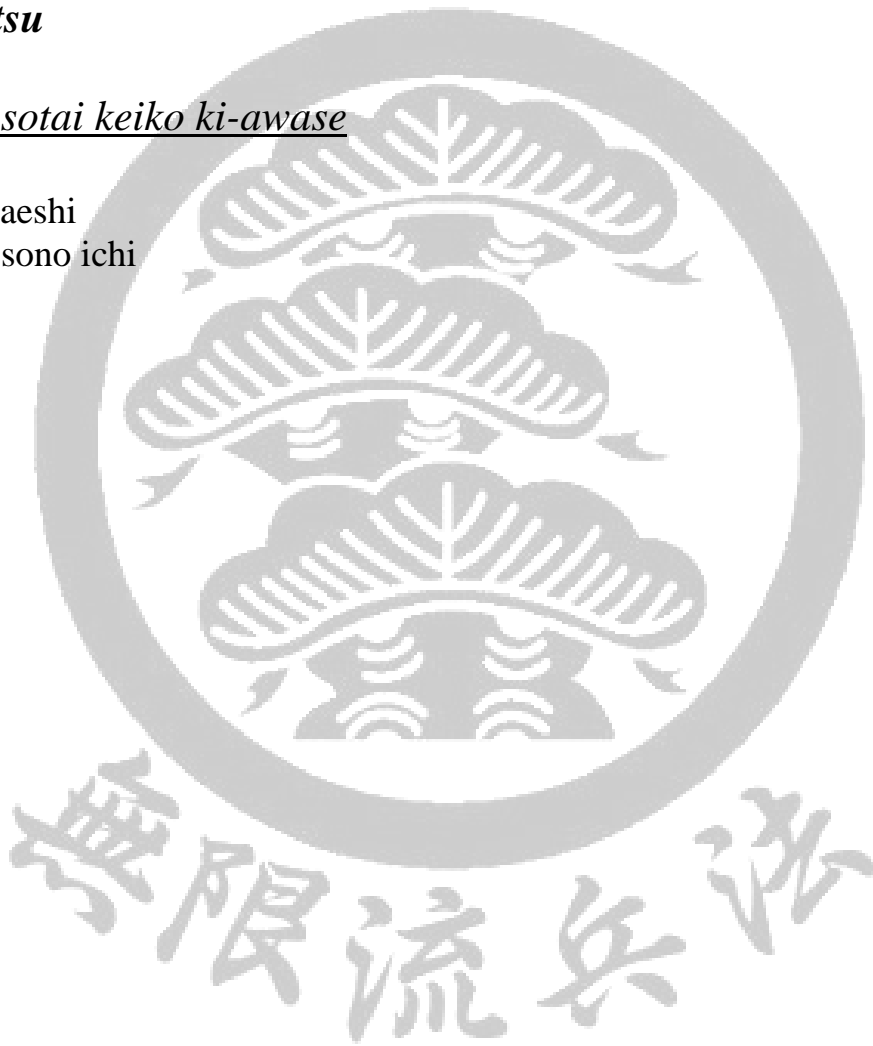 tsu
sotai keiko ki-awase
aeshi
sono ichi
無限流兵法